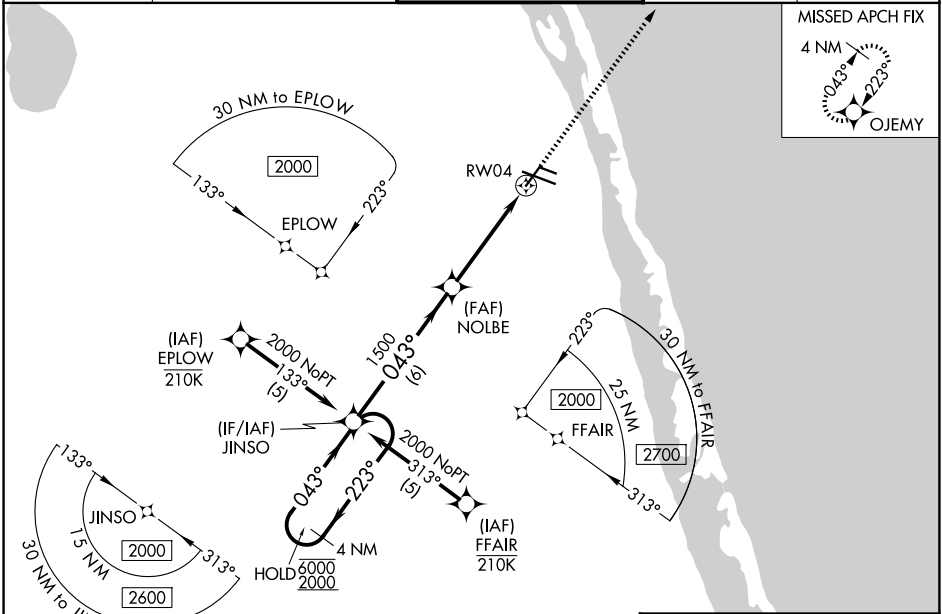 MISSED APCH FIX
4 NM
043°
223°
OJEMY
30 NM to EPLOW
2000
133°
223°
EPLOW
RW04
(FAF)
NOLBE
1500
043°
(6)
(IAF)
EPLOW
210K
2000 NoPT
133°
(5)
(IF/IAF)
JINSO
2000 NoPT
313°
(5)
(IAF)
FFAIR
210K
043°
223°
4 NM
HOLD
6000
2000
223°
30 NM to FFAIR
25 NM
2000
FFAIR
2700
313°
133°
JINSO
313°
15 NM
2000
30 NM to
2600